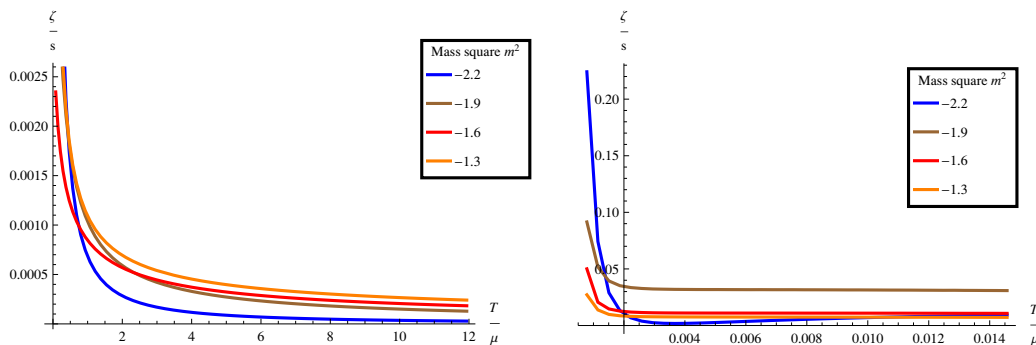 ζ
s
0.0025
0.0020
0.0015
0.0010
0.0005
2
4
6
8
10
12
T
μ
Mass square m²
−2.2
−1.9
−1.6
−1.3
ζ
s
0.20
0.15
0.10
0.05
0.004
0.006
0.008
0.010
0.012
0.014
T
μ
Mass square m²
−2.2
−1.9
−1.6
−1.3